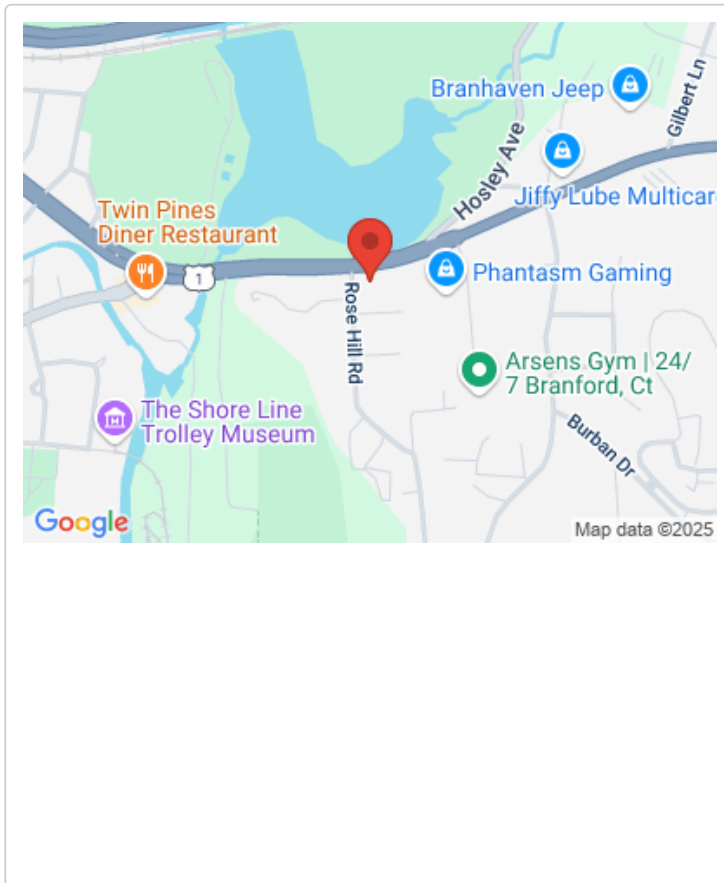 Branhaven Jeep
Gilbert Ln
Hosley Ave
Jiffy Lube Multicar
Twin Pines
Diner Restaurant
1
Phantasm Gaming
Rose Hill Rd
Arsens Gym | 24/
7 Branford, Ct
The Shore Line
Trolley Museum
Burban Dr
Google
Map data ©2025